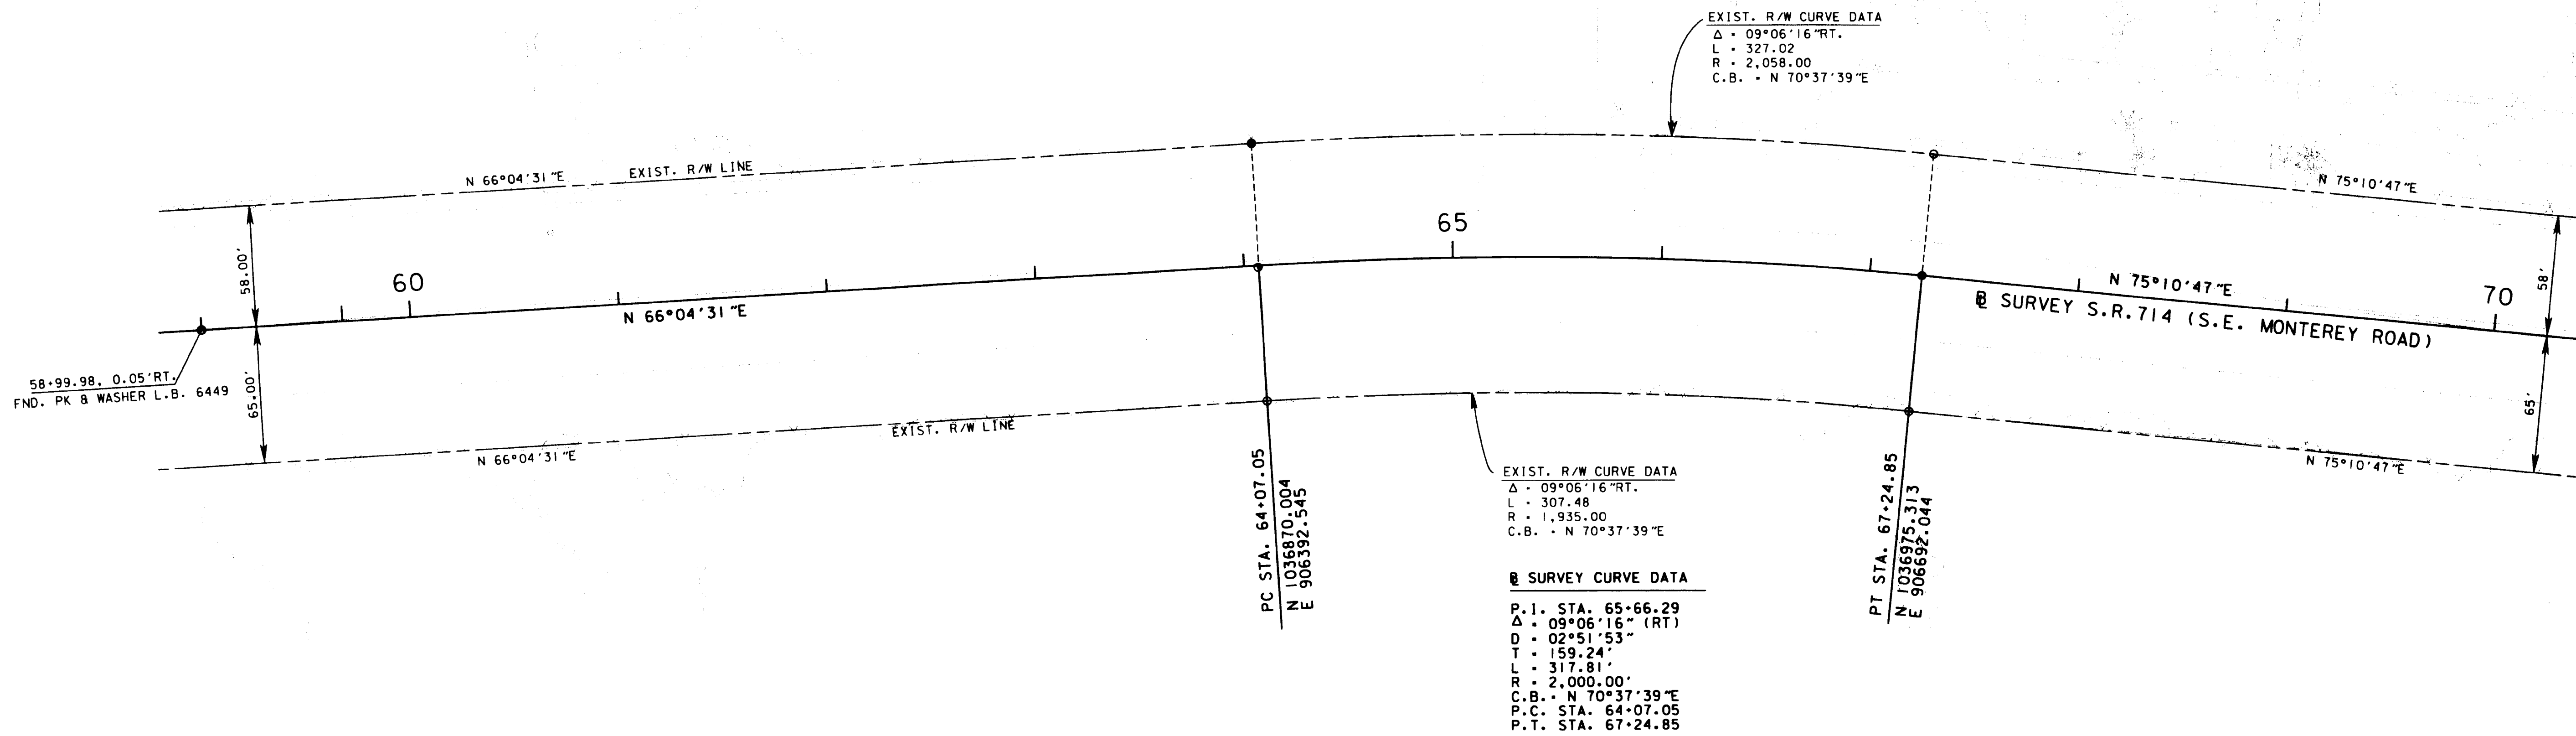 EXIST. R/W CURVE DATA
Δ - 09°06'16"RT.
L - 327.02
R - 2,058.00
C.B. - N 70°37'39"E
N 66°04'31"E
EXIST. R/W LINE
N 75°10'47"E
58.00'
60
65
70
58'
N 66°04'31"E
N 75°10'47"E
℄ SURVEY S.R.714 (S.E. MONTEREY ROAD)
58+99.98, 0.05'RT.
FND. PK & WASHER L.B. 6449
65.00'
65'
N 66°04'31"E
EXIST. R/W LINE
N 75°10'47"E
PC STA. 64+07.05
N 1036870.004
E 906392.545
EXIST. R/W CURVE DATA
Δ - 09°06'16"RT.
L - 307.48
R - 1,935.00
C.B. - N 70°37'39"E
PT STA. 67+24.85
N 1036975.313
E 906692.044
℄ SURVEY CURVE DATA
P.I. STA. 65+66.29
Δ - 09°06'16" (RT)
D - 02°51'53"
T - 159.24'
L - 317.81'
R - 2,000.00'
C.B. - N 70°37'39"E
P.C. STA. 64+07.05
P.T. STA. 67+24.85